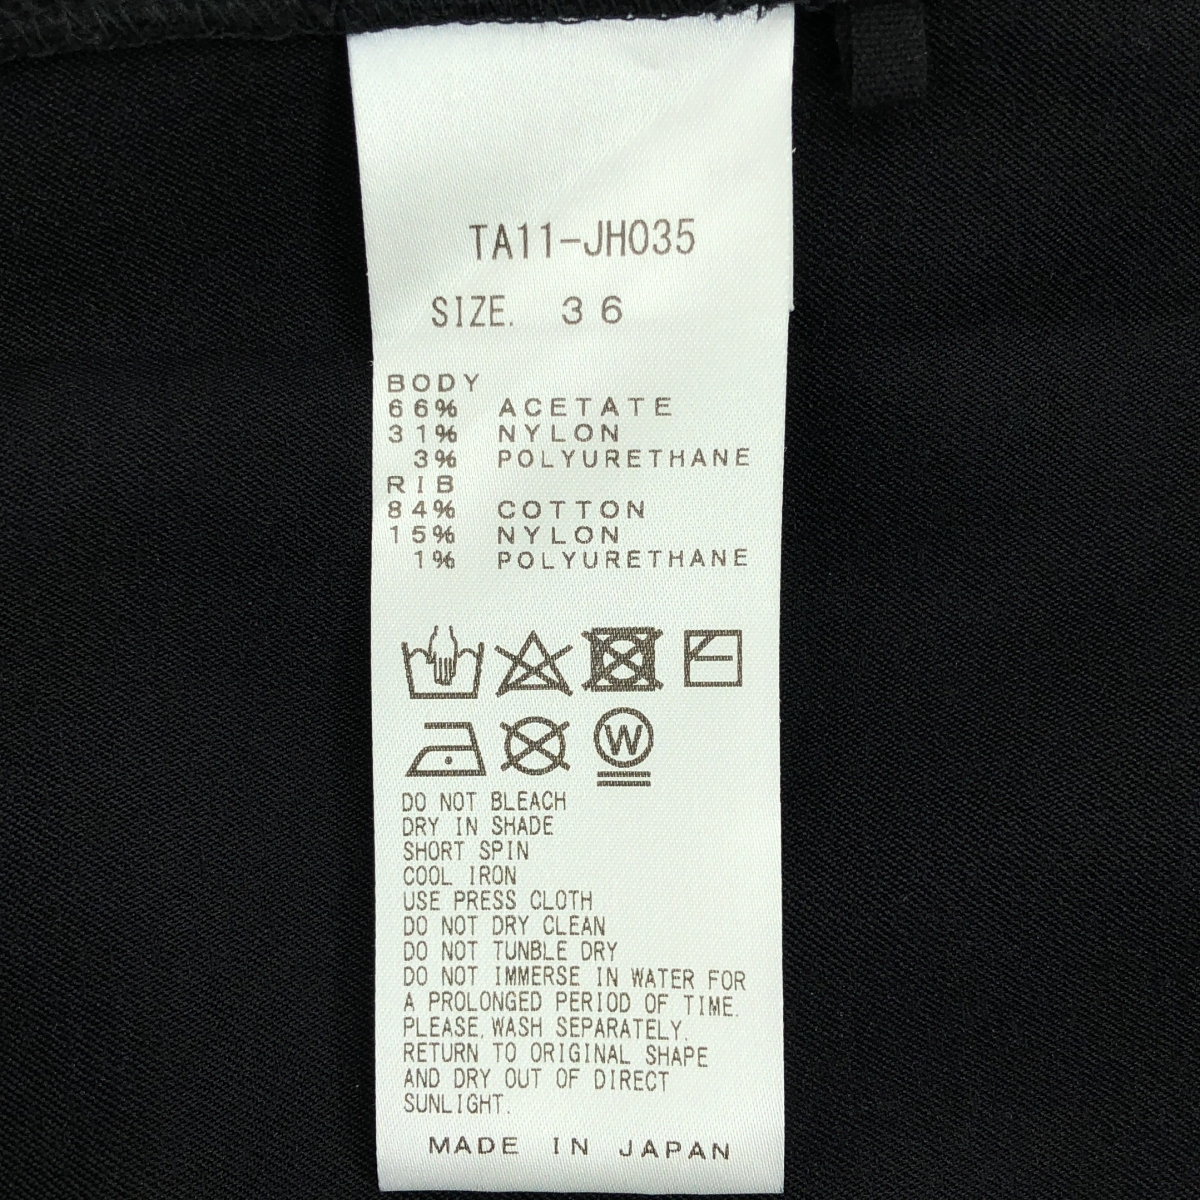 TA11-JH035
SIZE. 36
BODY
66% ACETATE
31% NYLON
3% POLYURETHANE
RIB
84% COTTON
15% NYLON
1% POLYURETHANE
W
DO NOT BLEACH
DRY IN SHADE
SHORT SPIN
COOL IRON
USE PRESS CLOTH
DO NOT DRY CLEAN
DO NOT TUNBLE DRY
DO NOT IMMERSE IN WATER FOR
A PROLONGED PERIOD OF TIME.
PLEASE.WASH SEPARATELY.
RETURN TO ORIGINAL SHAPE
AND DRY OUT OF DIRECT
SUNLIGHT.
MADE IN JAPAN